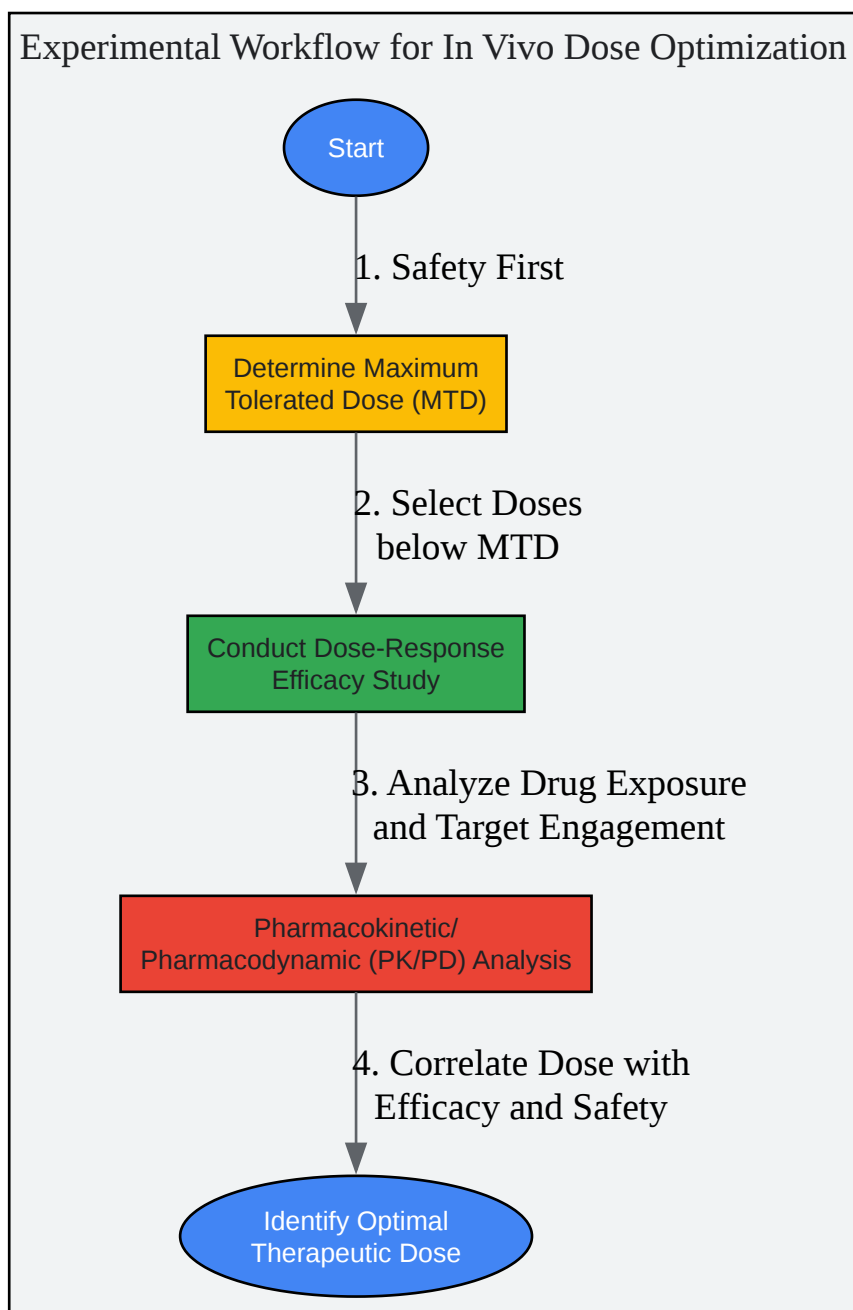 Experimental Workflow for In Vivo Dose Optimization
Start
1. Safety First
Determine Maximum
Tolerated Dose (MTD)
2. Select Doses
below MTD
Conduct Dose-Response
Efficacy Study
3. Analyze Drug Exposure
and Target Engagement
Pharmacokinetic/
Pharmacodynamic (PK/PD) Analysis
4. Correlate Dose with
Efficacy and Safety
Identify Optimal
Therapeutic Dose